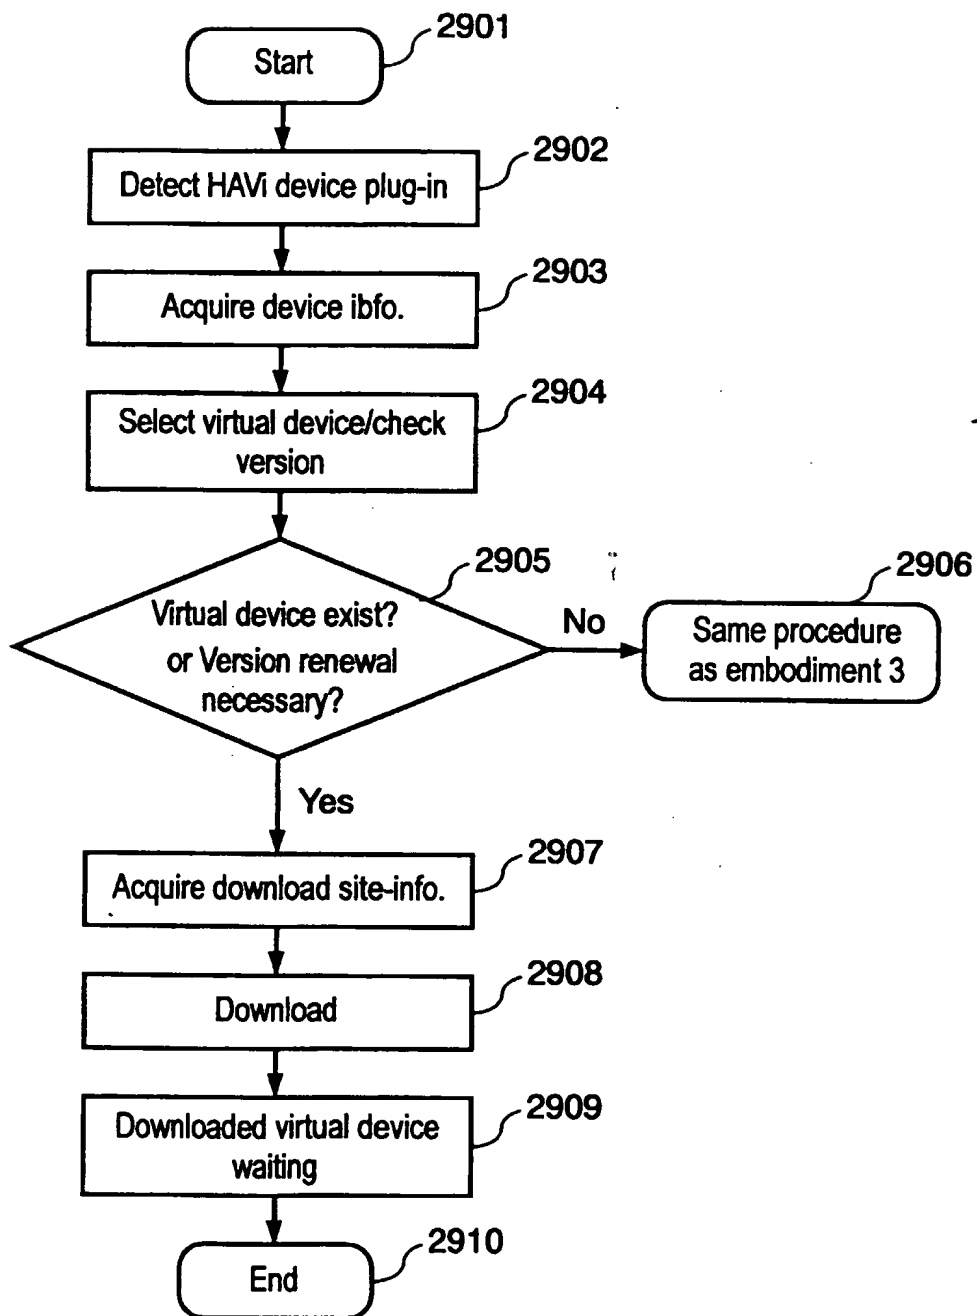 2901
Start
2902
Detect HAVi device plug-in
2903
Acquire device ibfo.
2904
Select virtual device/check
version
2905
Virtual device exist?
or Version renewal
necessary?
No
2906
Same procedure
as embodiment 3
Yes
2907
Acquire download site-info.
2908
Download
2909
Downloaded virtual device
waiting
2910
End